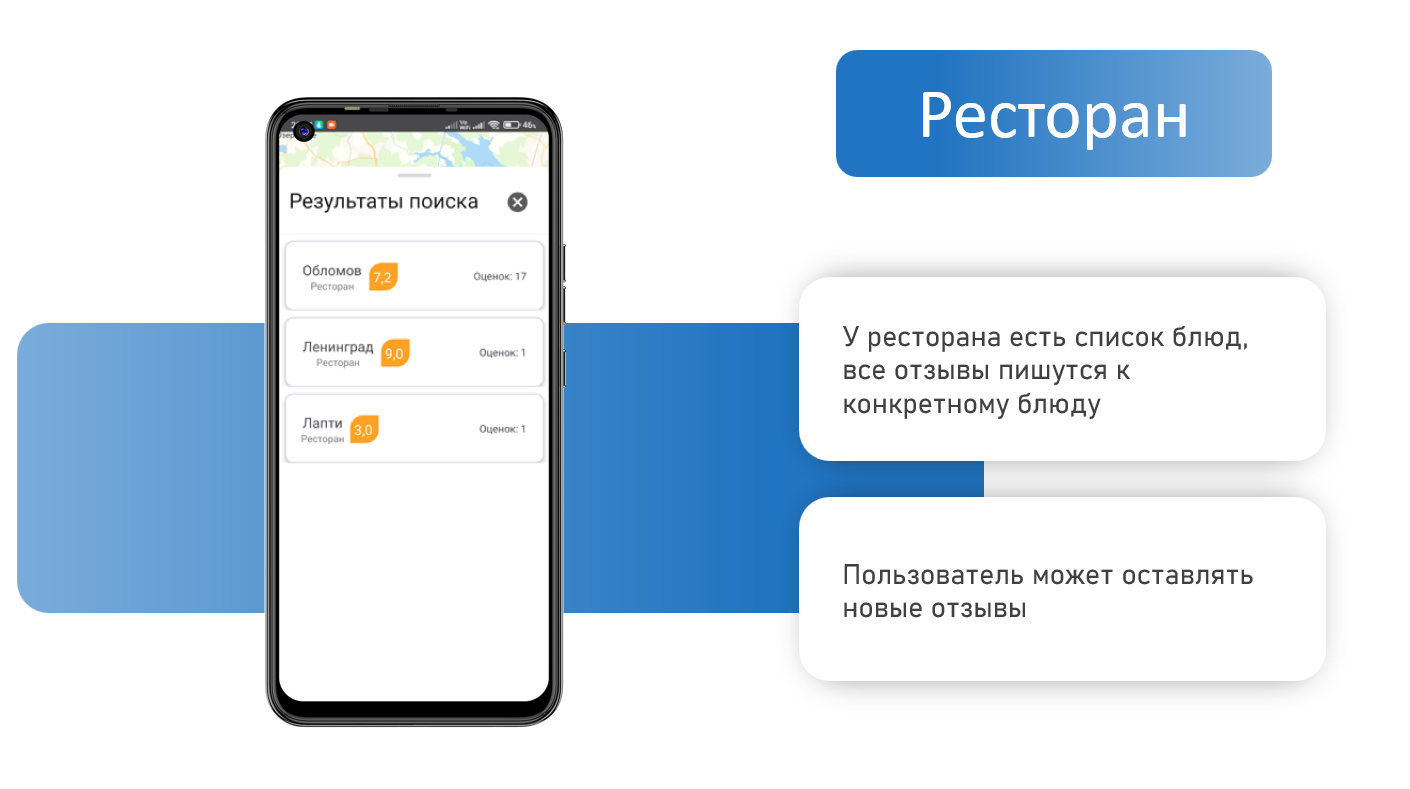 Ресторан
46%
Результаты поиска
Обломов
Ресторан
7,2
Оценок: 17
Ленинград
Ресторан
9,0
Оценок: 1
Лапти
Ресторан
3,0
Оценок: 1
У ресторана есть список блюд,
все отзывы пишутся к
конкретному блюду
Пользователь может оставлять
новые отзывы